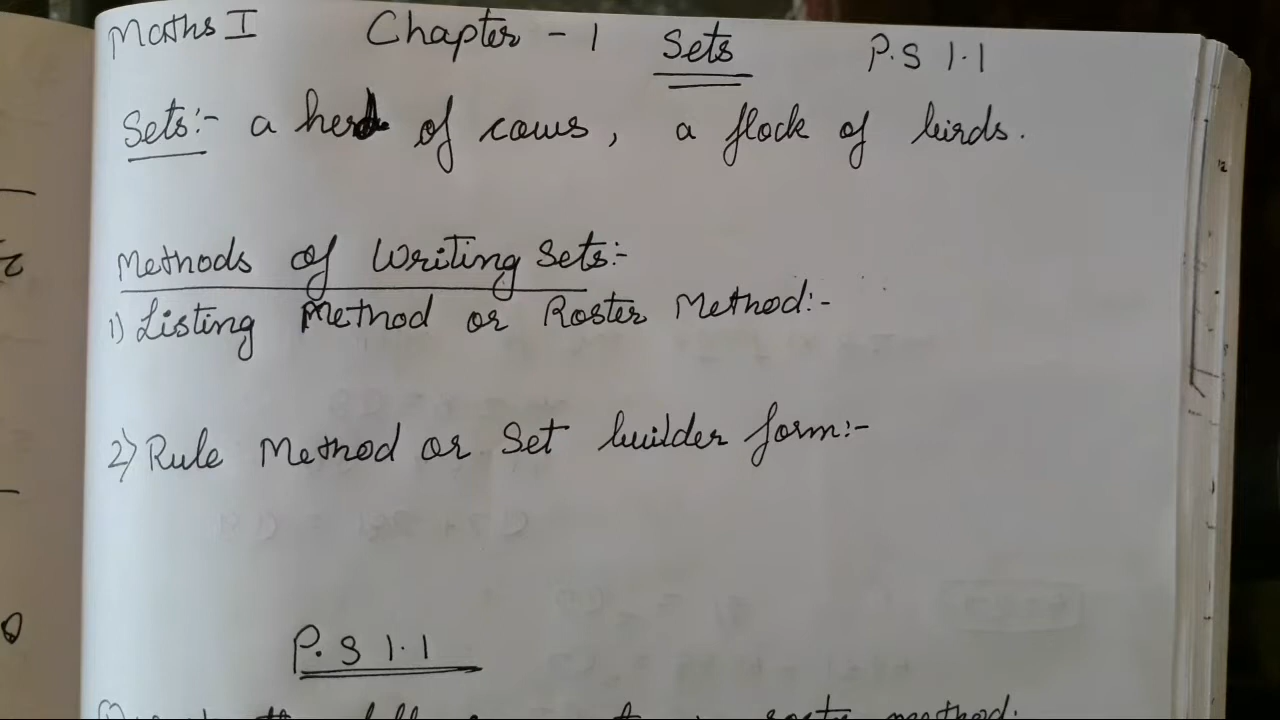 Maths I Chapter - 1 Sets P.S 1.1
Sets:- a herd of cows, a flock of birds.
Methods of Writing Sets:-
1) Listing Method or Roster Method:-
2) Rule Method or Set builder form:-
P.S 1.1
method.